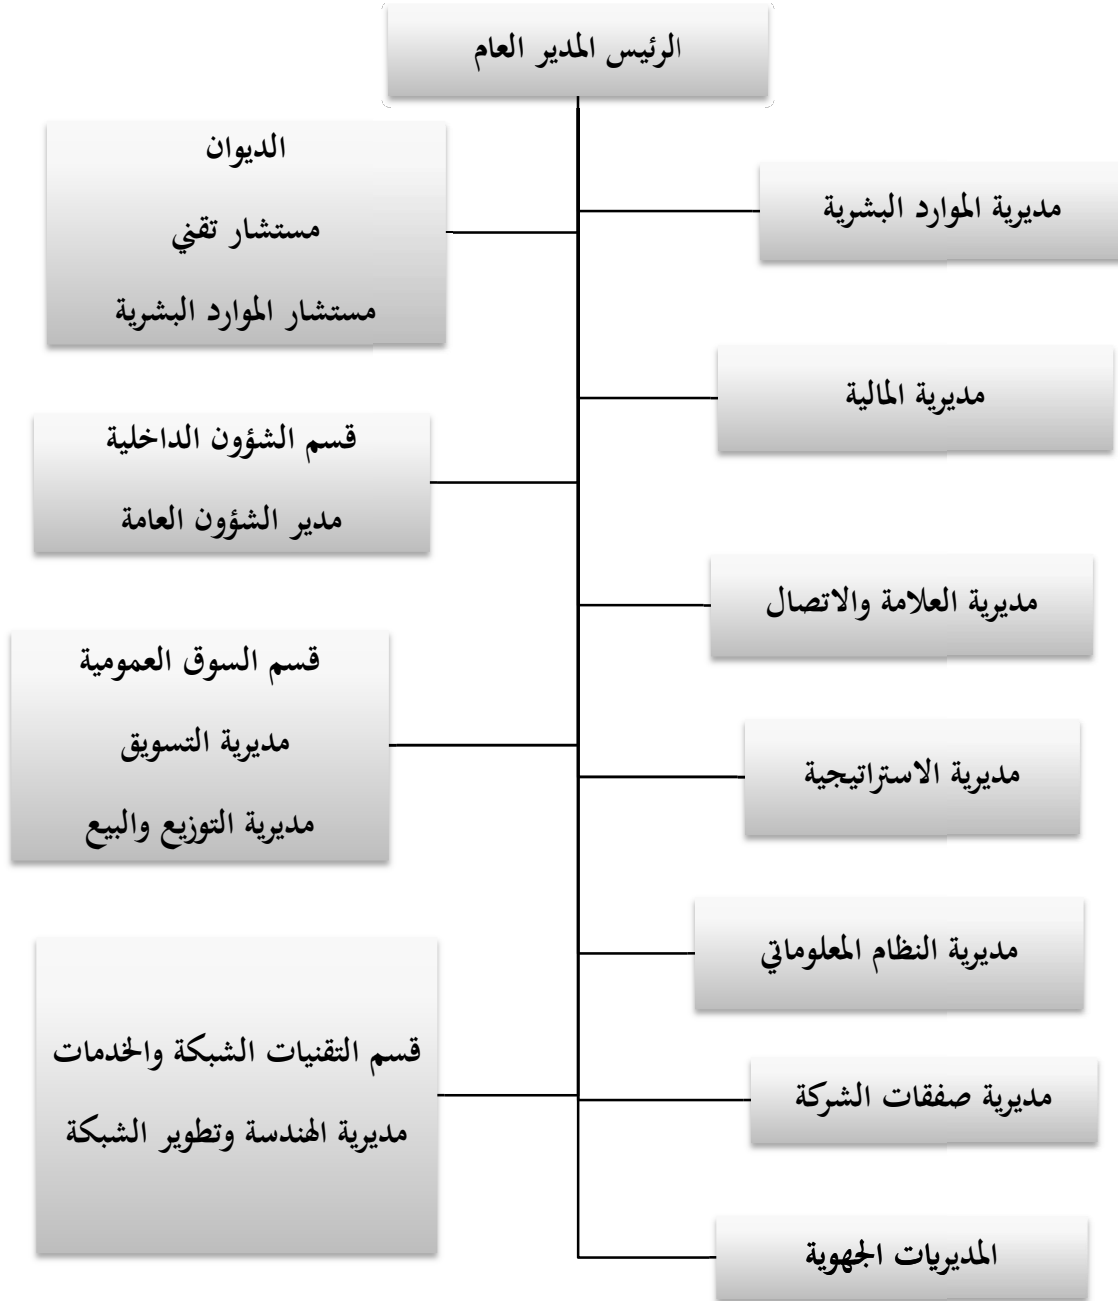 الرئيس المدير العام
مديرية الموارد البشرية
الديوان
مستشار تقني
مستشار الموارد البشرية
مديرية المالية
قسم الشؤون الداخلية
مدير الشؤون العامة
مديرية العلامة والاتصال
قسم السوق العمومية
مديرية التسويق
مديرية التوزيع والبيع
مديرية الاستراتيجية
مديرية النظام المعلوماتي
قسم التقنيات الشبكة والخدمات
مديرية الهندسة وتطوير الشبكة
مديرية صفقات الشركة
المديريات الجهوية